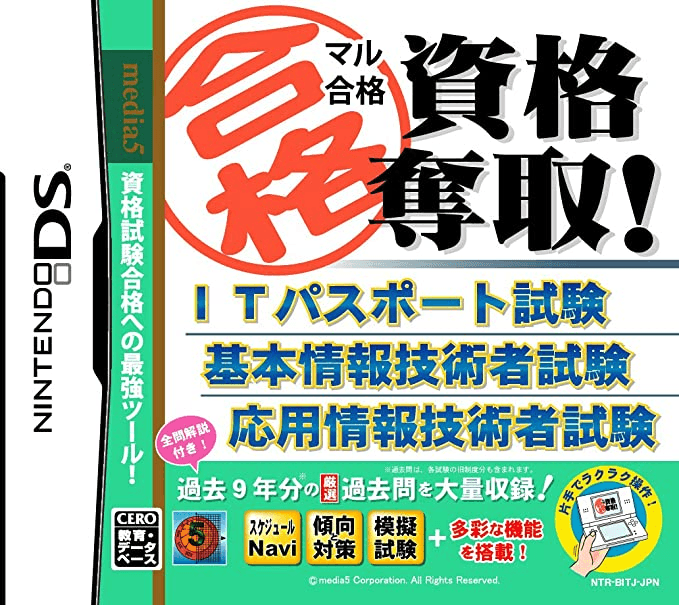 NINTENDO DS®
media5
資格試験合格への最強ツール！
CERO
教育・
データ
ベース
合格
マル
合格
資格
奪取！
ＩＴパスポート試験
基本情報技術者試験
応用情報技術者試験
全問解説
付き！
※過去問は、各試験の旧制度分も含まれます。
過去９年分※の厳選過去問を大量収録！
5
スケジュール
Navi
傾向
と
対策
模擬
試験
+
多彩な機能
を搭載！
片手でラクラク操作！
資格
奪取！
©media5 Corporation. All Rights Reserved.
NTR-BITJ-JPN